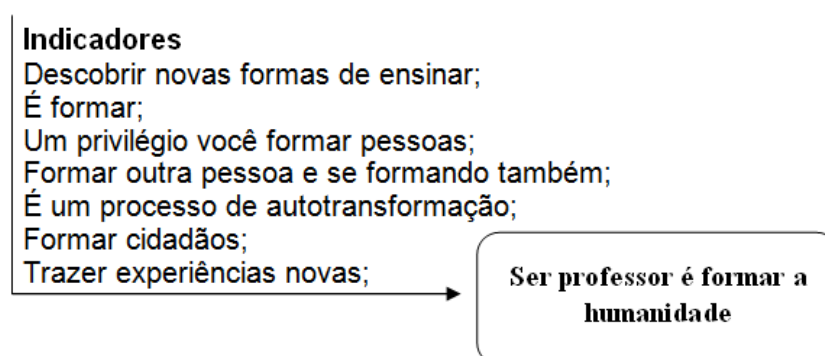 Indicadores
Descobrir novas formas de ensinar;
É formar;
Um privilégio você formar pessoas;
Formar outra pessoa e se formando também;
É um processo de autotransformação;
Formar cidadãos;
Trazer experiências novas;
Ser professor é formar a
humanidade